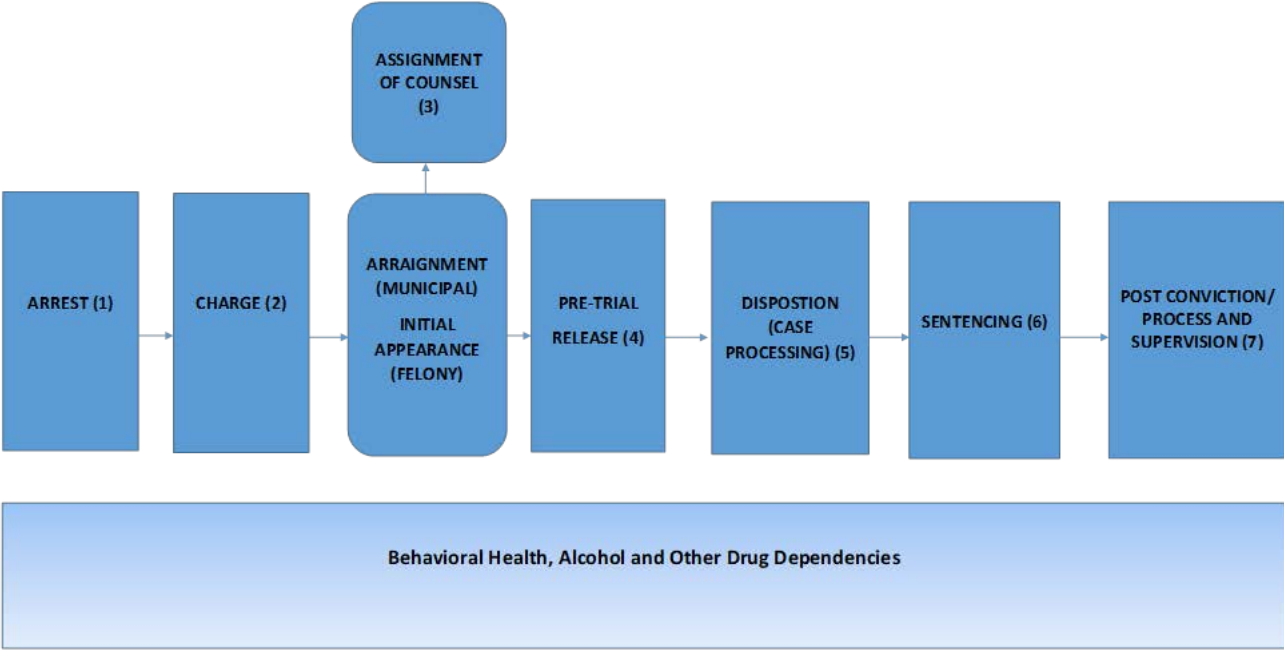 ASSIGNMENT
OF COUNSEL
(3)
ARREST (1)
CHARGE (2)
ARRAIGNMENT
(MUNICIPAL)
INITIAL
APPEARANCE
(FELONY)
PRE-TRIAL
RELEASE (4)
DISPOSTION
(CASE
PROCESSING) (5)
SENTENCING (6)
POST CONVICTION/
PROCESS AND
SUPERVISION (7)
Behavioral Health, Alcohol and Other Drug Dependencies